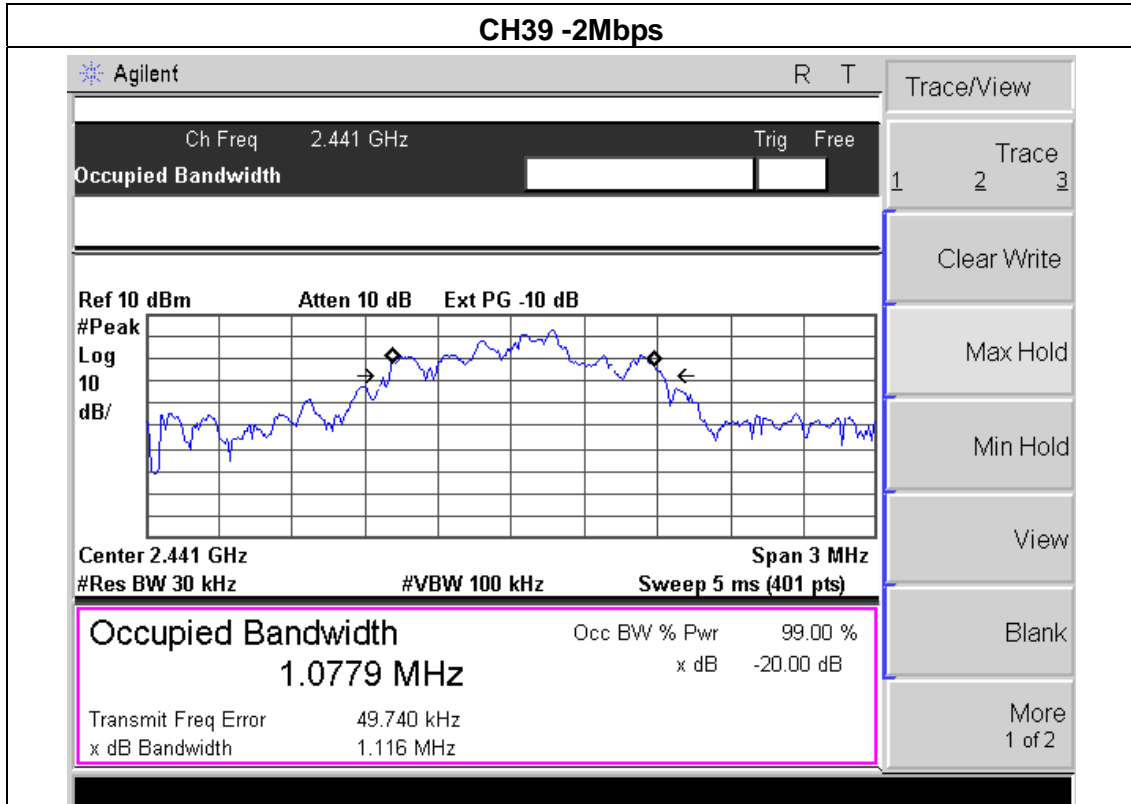 CH39 -2Mbps
Agilent R T
Trace/View
Ch Freq 2.441 GHz Trig Free
Occupied Bandwidth
Trace
1 2 3
Clear Write
Ref 10 dBm Atten 10 dB Ext PG -10 dB
#Peak
Log
10
dB/
Max Hold
Min Hold
View
Center 2.441 GHz Span 3 MHz
#Res BW 30 kHz #VBW 100 kHz Sweep 5 ms (401 pts)
Occupied Bandwidth Occ BW % Pwr 99.00 %
1.0779 MHz x dB -20.00 dB
Blank
Transmit Freq Error 49.740 kHz
x dB Bandwidth 1.116 MHz
More
1 of 2